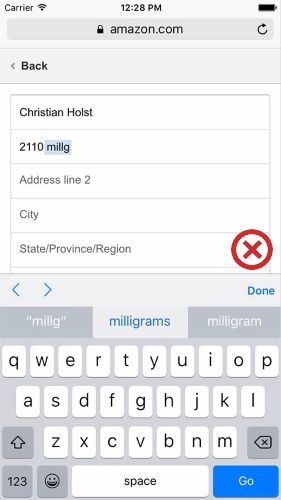 Carrier 12:28 PM
amazon.com
Back
Christian Holst
2110 millg
Address line 2
City
State/Province/Region
Done
"millg" milligrams milligram
q w e r t y u i o p
a s d f g h j k l
z x c v b n m
123 space Go